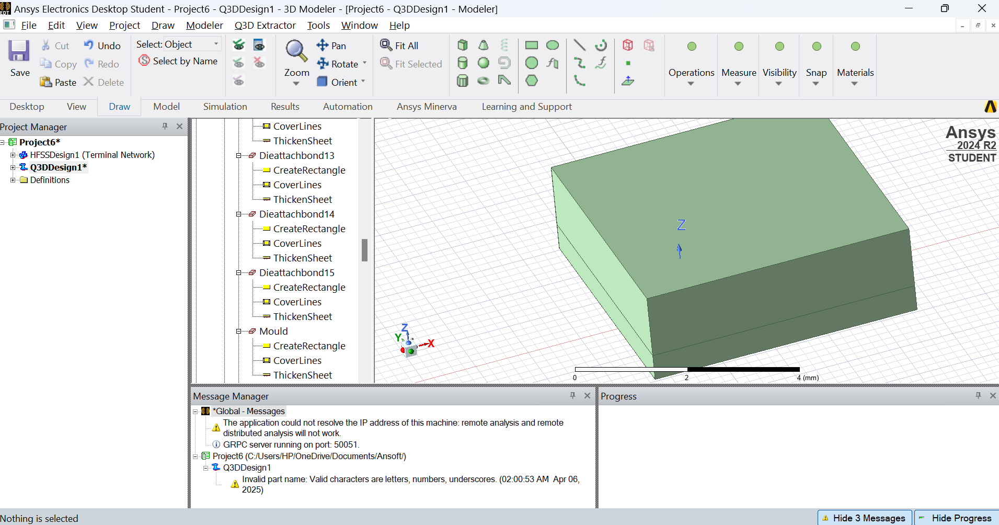 Ansys Electronics Desktop Student - Project6 - Q3DDesign1 - 3D Modeler - [Project6 - Q3DDesign1 - Modeler]
File Edit View Project Draw Modeler Q3D Extractor Tools Window Help
Save
Cut
Copy
Paste
Undo
Redo
Delete
Select: Object
Select by Name
Zoom
Pan
Rotate
Orient
Fit All
Fit Selected
Operations
Measure
Visibility
Snap
Materials
Desktop View Draw Model Simulation Results Automation Ansys Minerva Learning and Support
Project Manager
Project6*
HFSSDesign1 (Terminal Network)
Q3DDesign1*
Definitions
CoverLines
ThickenSheet
Dieattachbond13
CreateRectangle
CoverLines
ThickenSheet
Dieattachbond14
CreateRectangle
CoverLines
ThickenSheet
Dieattachbond15
CreateRectangle
CoverLines
ThickenSheet
Mould
CreateRectangle
CoverLines
ThickenSheet
Ansys
2024 R2
STUDENT
Z
Z
Y
X
0 2 4 (mm)
Message Manager
*Global - Messages
The application could not resolve the IP address of this machine: remote analysis and remote
distributed analysis will not work.
GRPC server running on port: 50051.
Project6 (C:/Users/HP/OneDrive/Documents/Ansoft/)
Q3DDesign1
Invalid part name: Valid characters are letters, numbers, underscores. (02:00:53 AM Apr 06,
2025)
Progress
Nothing is selected
Hide 3 Messages
Hide Progress